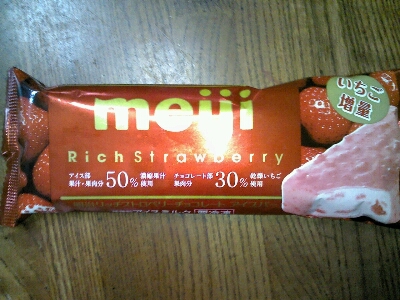 meiji
いちご
増量
Rich Strawberry
アイス部
果汁・果肉分
50%
濃縮果汁
使用
チョコレート部
果肉分
30%
乾燥いちご
使用